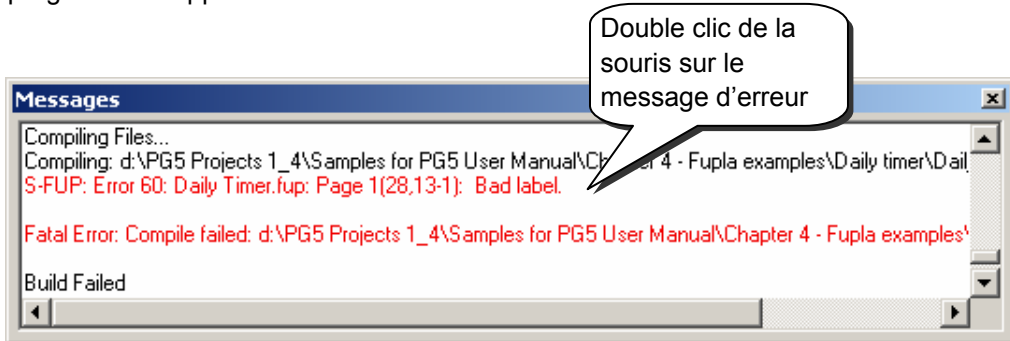 Double clic de la
souris sur le
message d'erreur
Messages
Compiling Files...
Compiling: d:\PG5 Projects 1_4\Samples for PG5 User Manual\Chapter 4 - Fupla examples\Daily timer\Dail
S-FUP: Error 60: Daily Timer.fup: Page 1(28,13-1): Bad label.
Fatal Error: Compile failed: d:\PG5 Projects 1_4\Samples for PG5 User Manual\Chapter 4 - Fupla examples\
Build Failed